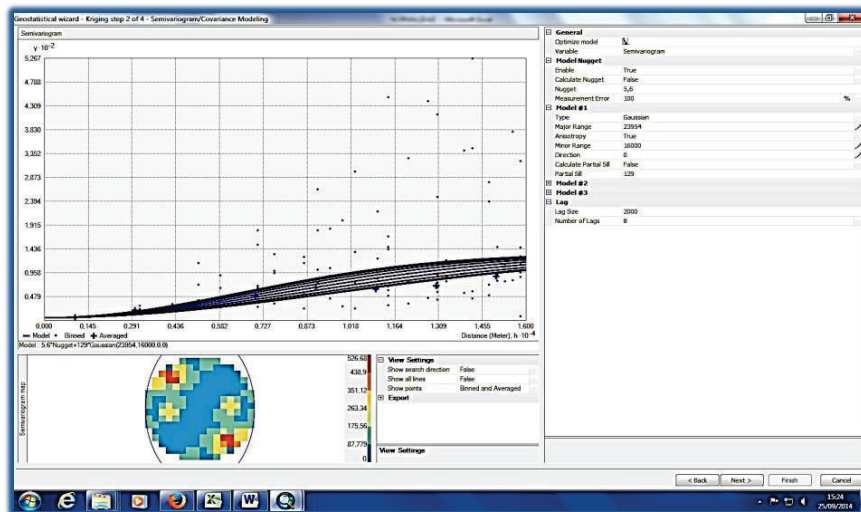 Geostatistical wizard - Kriging step 2 of 4 - Semivariogram/Covariance Modeling
Semivariogram
γ·10⁻²
5.267
4.788
4.309
3.830
3.352
2.394
1.915
1.436
0.958
0.479
0.000 0.145 0.291 0.436 0.582 0.727 0.873 1.018 1.164 1.309 1.455 1.600
Model Binned Averaged
Distance (Meter), h·10⁻⁴
Model : 5.6*Nugget+129*Gaussian(23954,16000,0,0)
Semivariogram map
526.68
438.9
351.12
263.34
175.56
87.779
0
View Settings
Show search direction False
Show all lines False
Show points Binned and Averaged
Export
View Settings
General
Optimize model
Variable Semivariogram
Model Nugget
Enable True
Calculate Nugget False
Nugget 5,6
Measurement Error 100 %
Model #1
Type Gaussian
Major Range 23954
Anisotropy True
Minor Range 16000
Direction 0
Calculate Partial Sill False
Partial Sill 129
Model #2
Model #3
Lag
Lag Size 2000
Number of Lags 8
< Back Next > Finish Cancel
15:24
25/09/2014